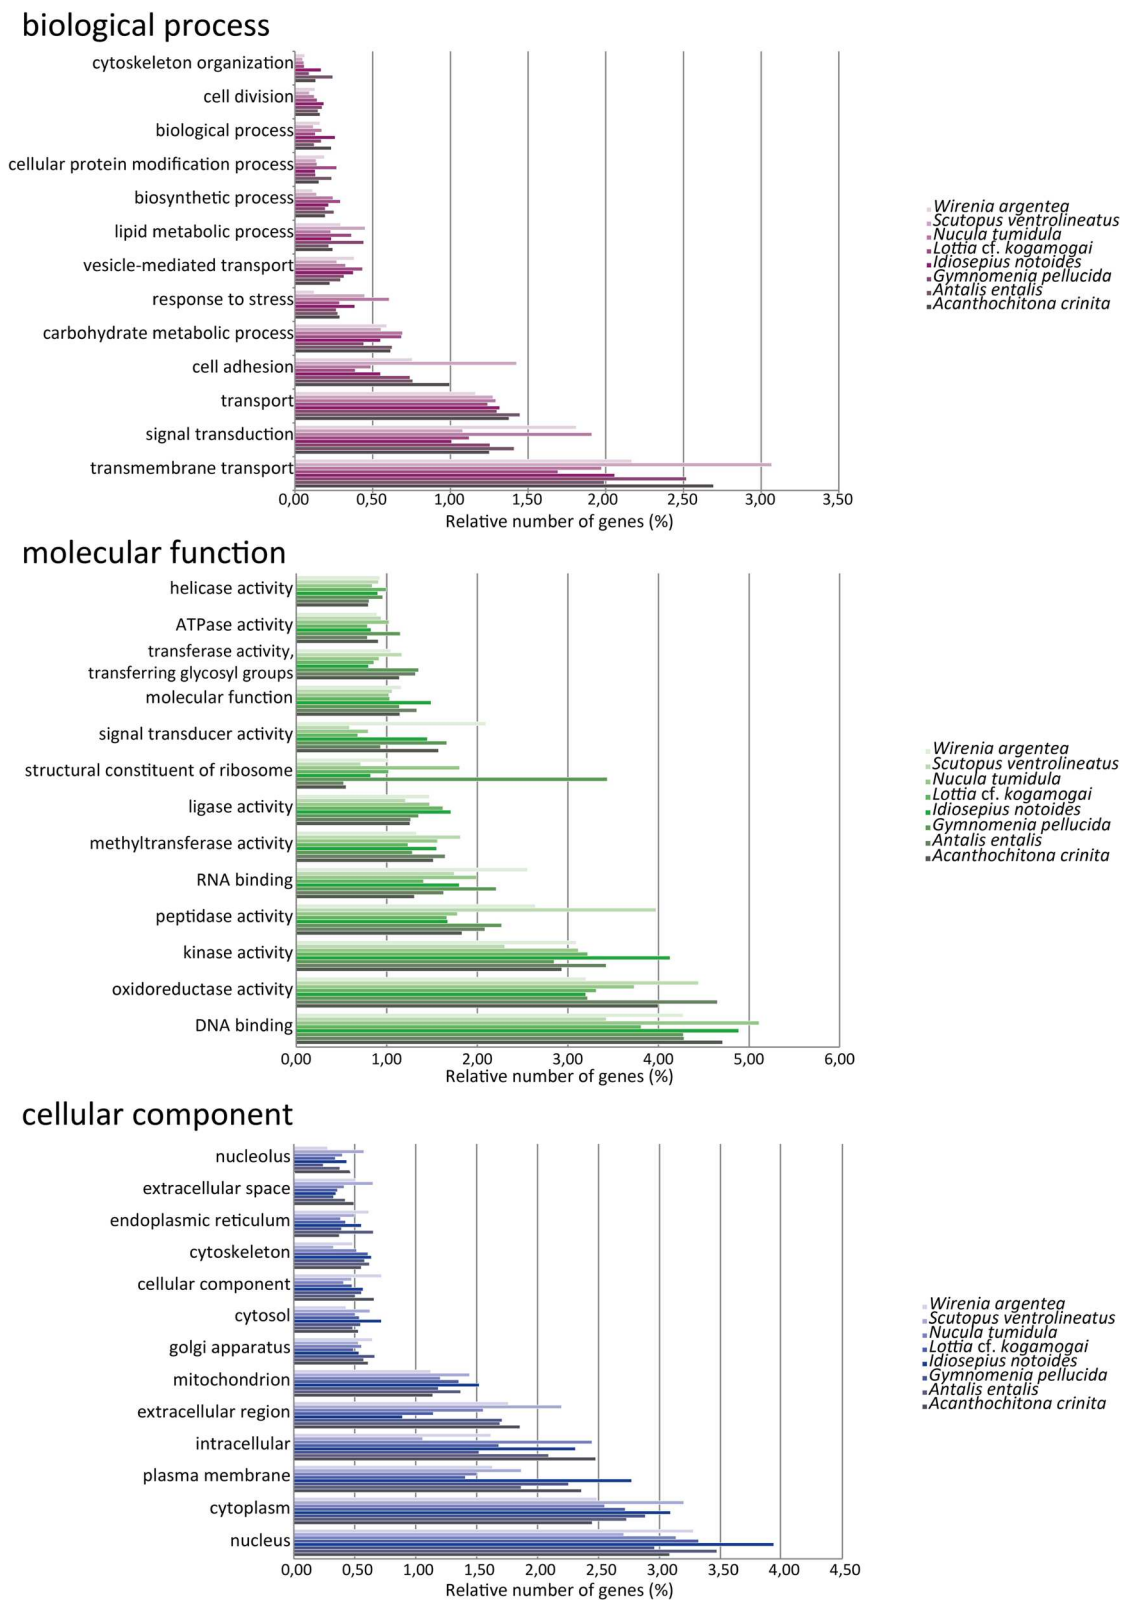 biological process
cytoskeleton organization
cell division
biological process
cellular protein modification process
biosynthetic process
lipid metabolic process
vesicle-mediated transport
response to stress
carbohydrate metabolic process
cell adhesion
transport
signal transduction
transmembrane transport
0,00 0,50 1,00 1,50 2,00 2,50 3,00 3,50
Relative number of genes (%)
Wirenia argentea
Scutopus ventrolineatus
Nucula tumidula
Lottia cf. kogamogai
Idiosepius notoides
Gymnomenia pellucida
Antalis entalis
Acanthochitona crinita
molecular function
helicase activity
ATPase activity
transferase activity,
transferring glycosyl groups
molecular function
signal transducer activity
structural constituent of ribosome
ligase activity
methyltransferase activity
RNA binding
peptidase activity
kinase activity
oxidoreductase activity
DNA binding
0,00 1,00 2,00 3,00 4,00 5,00 6,00
Relative number of genes (%)
Wirenia argentea
Scutopus ventrolineatus
Nucula tumidula
Lottia cf. kogamogai
Idiosepius notoides
Gymnomenia pellucida
Antalis entalis
Acanthochitona crinita
cellular component
nucleolus
extracellular space
endoplasmic reticulum
cytoskeleton
cellular component
cytosol
golgi apparatus
mitochondrion
extracellular region
intracellular
plasma membrane
cytoplasm
nucleus
0,00 0,50 1,00 1,50 2,00 2,50 3,00 3,50 4,00 4,50
Relative number of genes (%)
Wirenia argentea
Scutopus ventrolineatus
Nucula tumidula
Lottia cf. kogamogai
Idiosepius notoides
Gymnomenia pellucida
Antalis entalis
Acanthochitona crinita